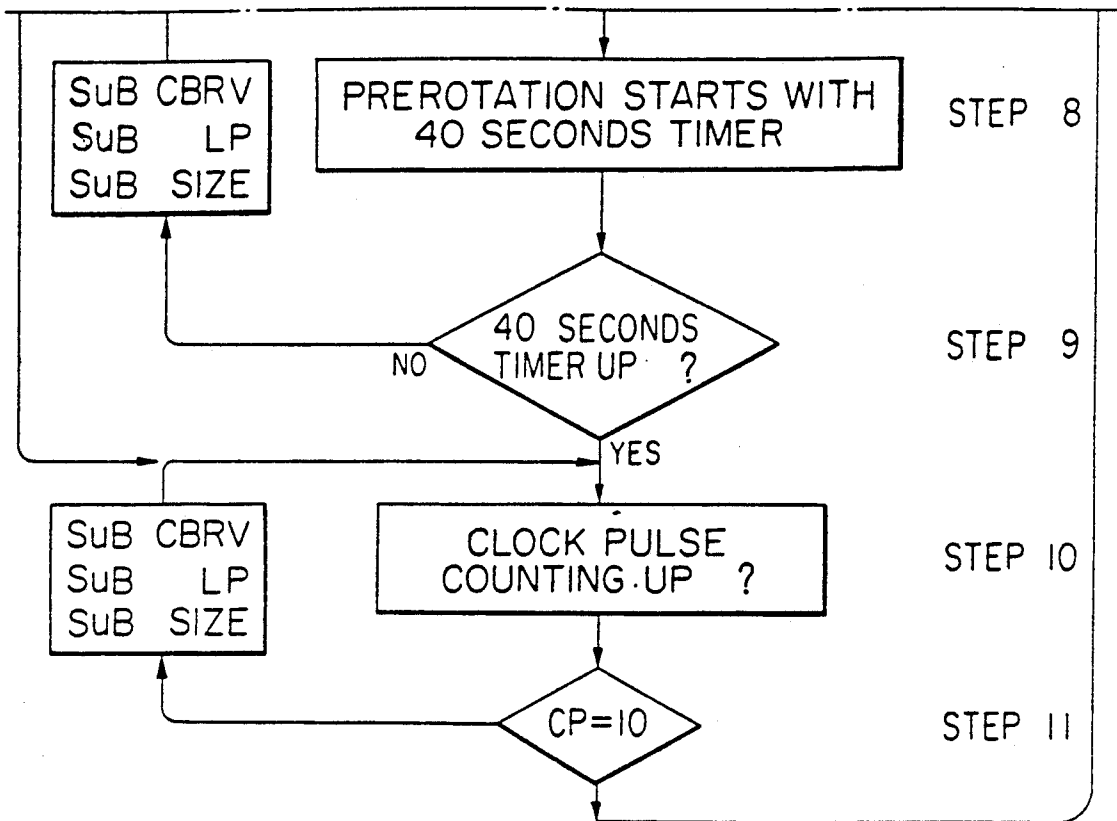 SuB CBRV
SuB LP
SuB SIZE
PREROTATION STARTS WITH
40 SECONDS TIMER
STEP 8
40 SECONDS
TIMER UP ?
NO
STEP 9
YES
SuB CBRV
SuB LP
SuB SIZE
CLOCK PULSE
COUNTING UP ?
STEP 10
CP=10
STEP 11